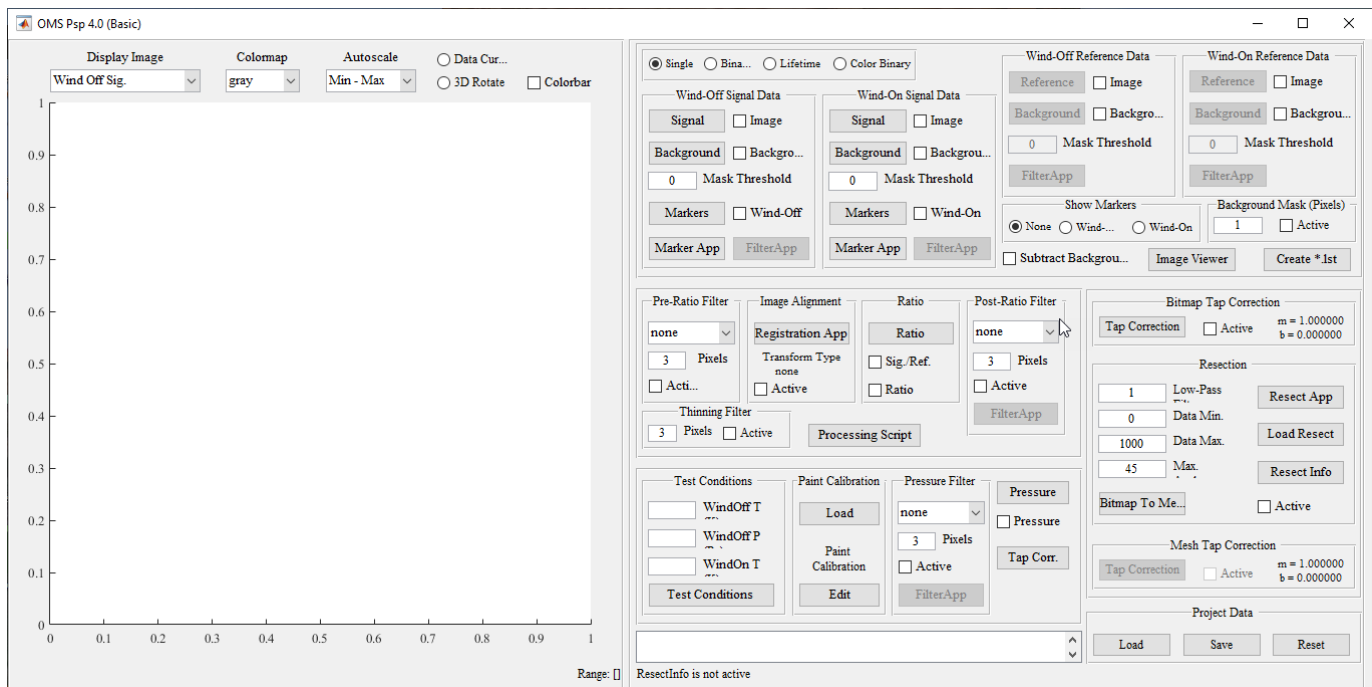 OMS Psp 4.0 (Basic)
Display Image
Colormap
Autoscale
Data Cur...
Wind Off Sig.
gray
Min - Max
3D Rotate
Colorbar
1
0.9
0.8
0.7
0.6
0.5
0.4
0.3
0.2
0.1
0
0 0.1 0.2 0.3 0.4 0.5 0.6 0.7 0.8 0.9 1
Range: []
Single
Bina...
Lifetime
Color Binary
Wind-Off Signal Data
Signal
Image
Background
Backgro...
0
Mask Threshold
Markers
Wind-Off
Marker App
FilterApp
Wind-On Signal Data
Signal
Image
Background
Backgrou...
0
Mask Threshold
Markers
Wind-On
Marker App
FilterApp
Wind-Off Reference Data
Reference
Image
Background
Backgro...
0
Mask Threshold
FilterApp
Wind-On Reference Data
Reference
Image
Background
Backgrou...
0
Mask Threshold
FilterApp
Show Markers
None
Wind-...
Wind-On
Background Mask (Pixels)
1
Active
Subtract Backgrou...
Image Viewer
Create *.lst
Pre-Ratio Filter
none
3
Pixels
Acti...
Image Alignment
Registration App
Transform Type
none
Active
Ratio
Ratio
Sig./Ref.
Ratio
Post-Ratio Filter
none
3
Pixels
Active
FilterApp
Thinning Filter
3
Pixels
Active
Processing Script
Bitmap Tap Correction
Tap Correction
Active
m = 1.000000
b = 0.000000
Resection
1
Low-Pass
Resect App
0
Data Min.
1000
Data Max.
Load Resect
45
Max.
Resect Info
Bitmap To Me...
Active
Mesh Tap Correction
Tap Correction
Active
m = 1.000000
b = 0.000000
Test Conditions
WindOff T
WindOff P
WindOn T
Test Conditions
Paint Calibration
Load
Paint
Calibration
Edit
Pressure Filter
none
3
Pixels
Active
FilterApp
Pressure
Pressure
Tap Corr.
Project Data
Load
Save
Reset
ResectInfo is not active